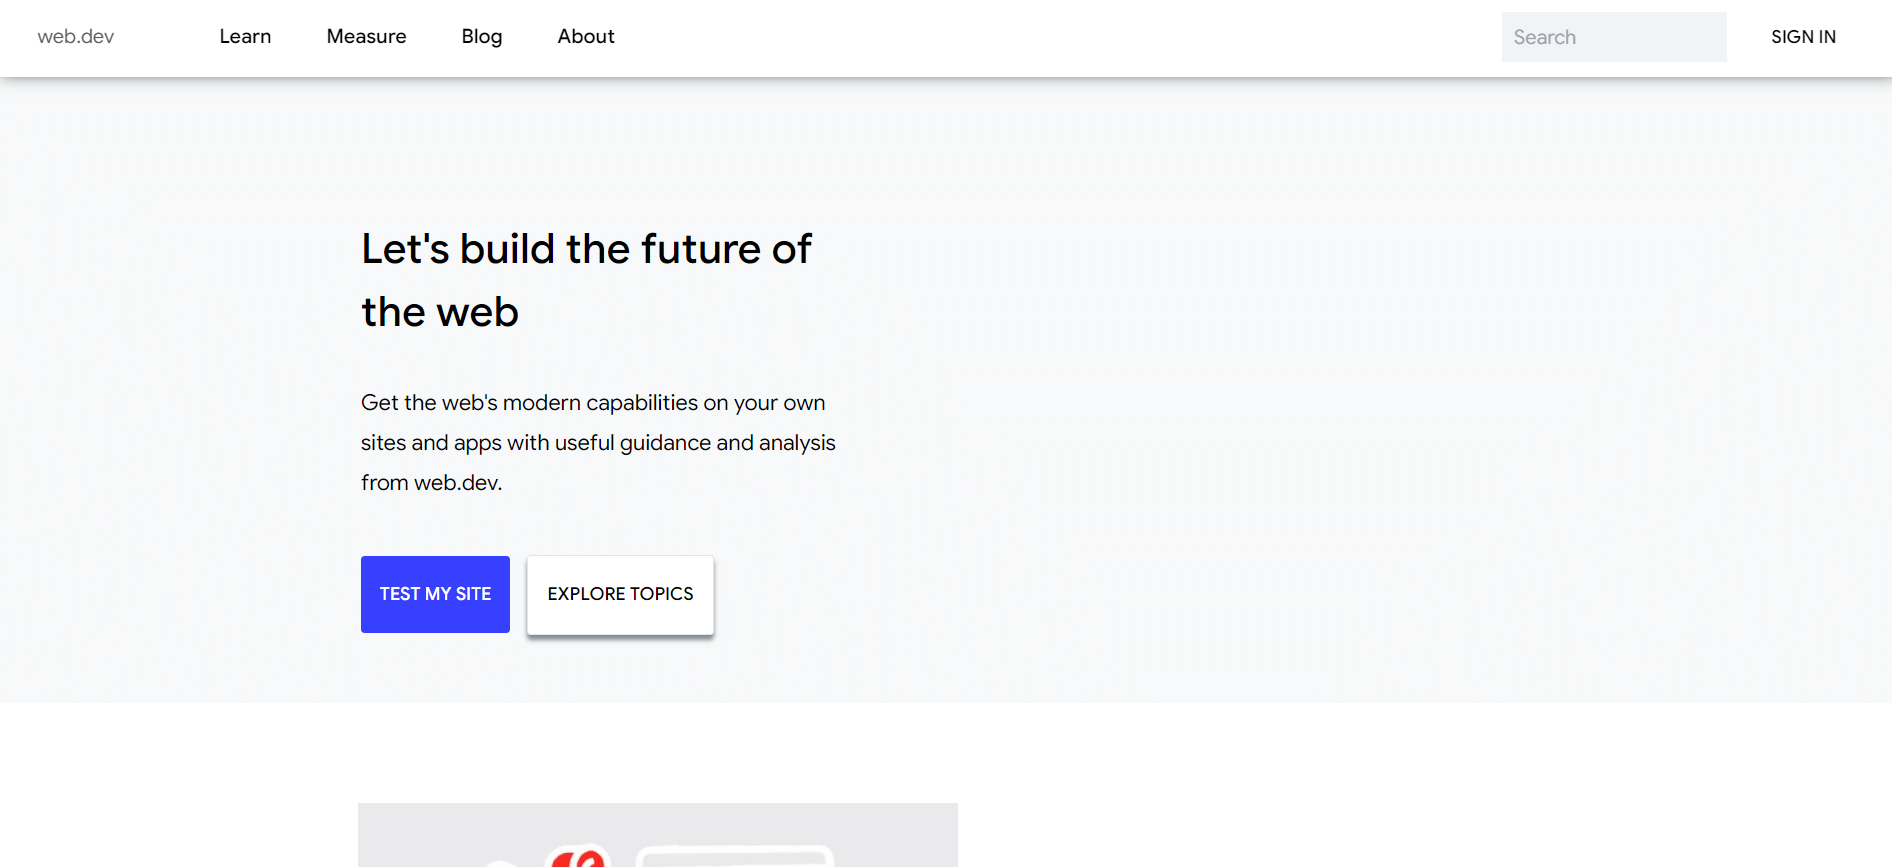 web.dev
Learn
Measure
Blog
About
Search
SIGN IN
Let's build the future of
the web
Get the web's modern capabilities on your own
sites and apps with useful guidance and analysis
from web.dev.
TEST MY SITE
EXPLORE TOPICS